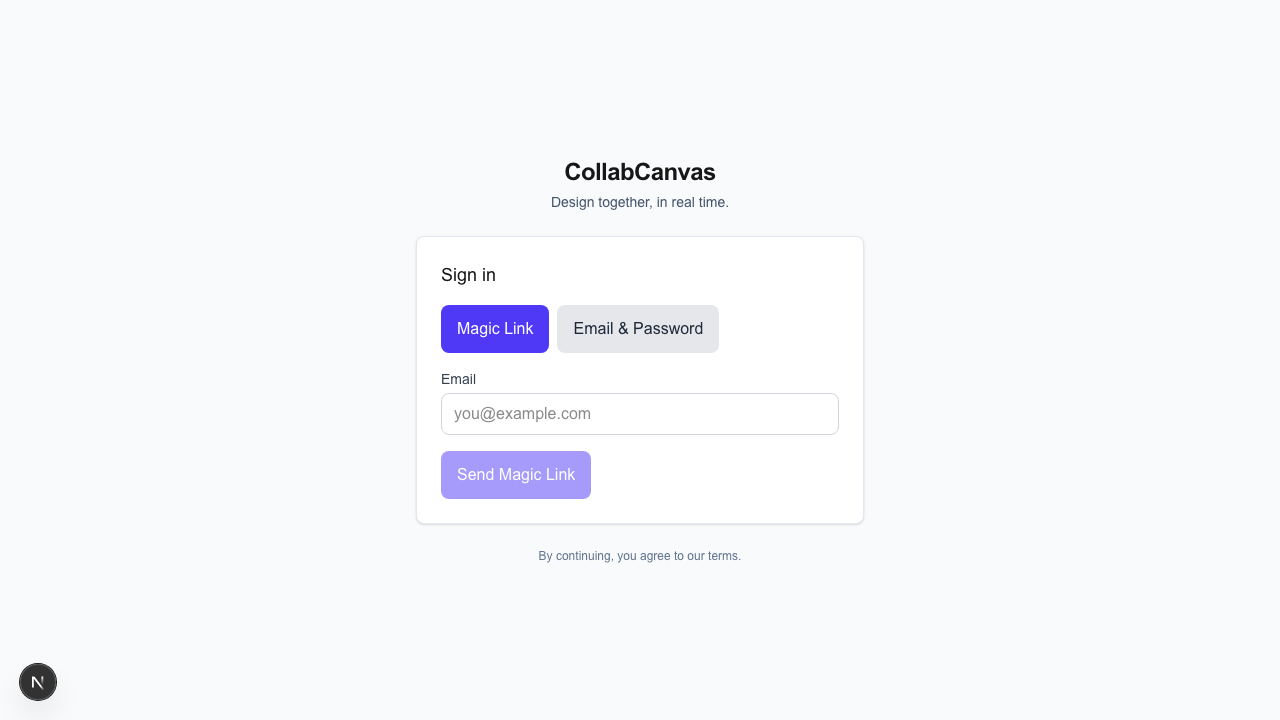 CollabCanvas
Design together, in real time.
Sign in
Magic Link Email & Password
Email
you@example.com
Send Magic Link
By continuing, you agree to our terms.
N